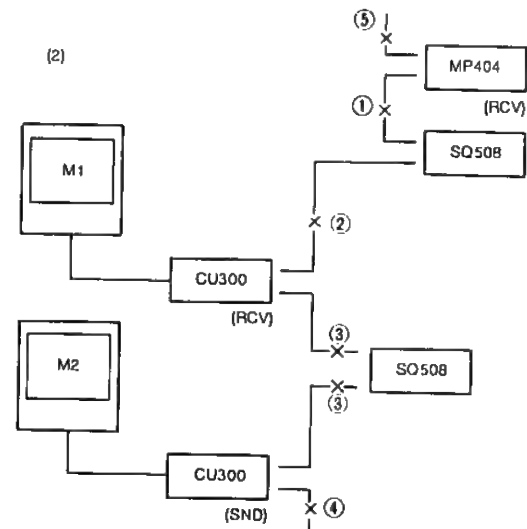 ⑤
(2)
MP404
①
(RCV)
SQ508
M1
②
CU300
(RCV)
③
M2
SQ508
③
CU300
(SND)
④